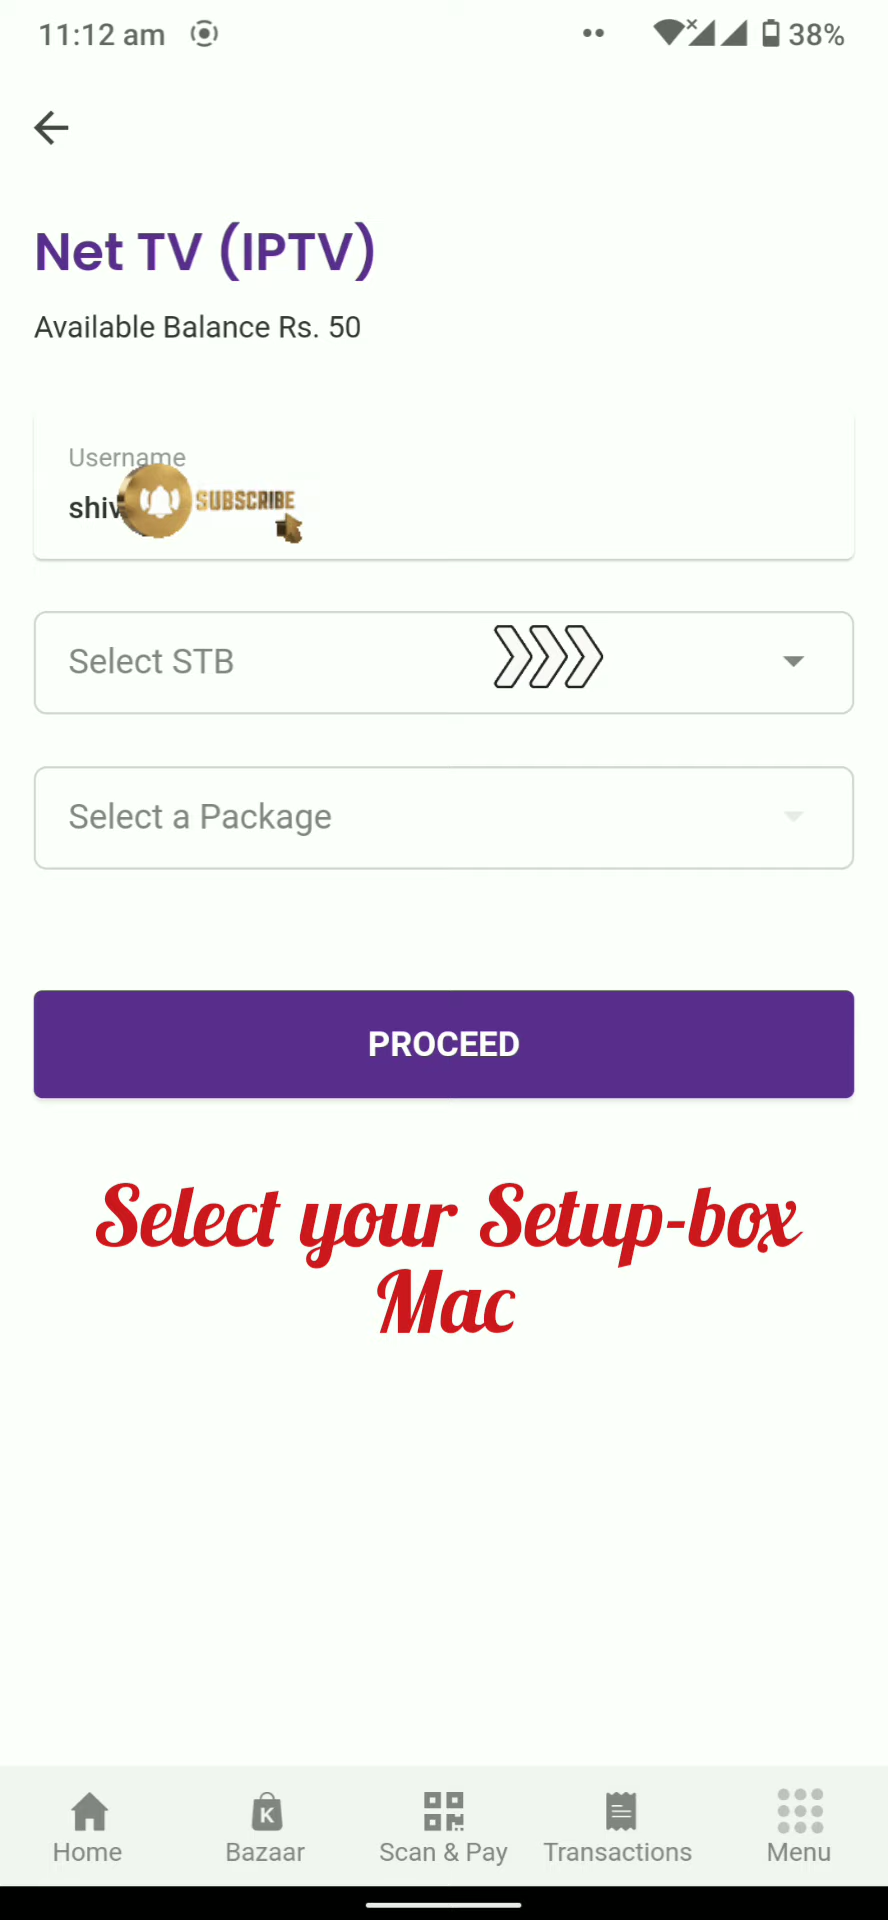 11:12 am
38%
Net TV (IPTV)
Available Balance Rs. 50
Username
SUBSCRIBE
Select STB
Select a Package
PROCEED
Select your Setup-box
Mac
K
Home
Bazaar
Scan & Pay
Transactions
Menu